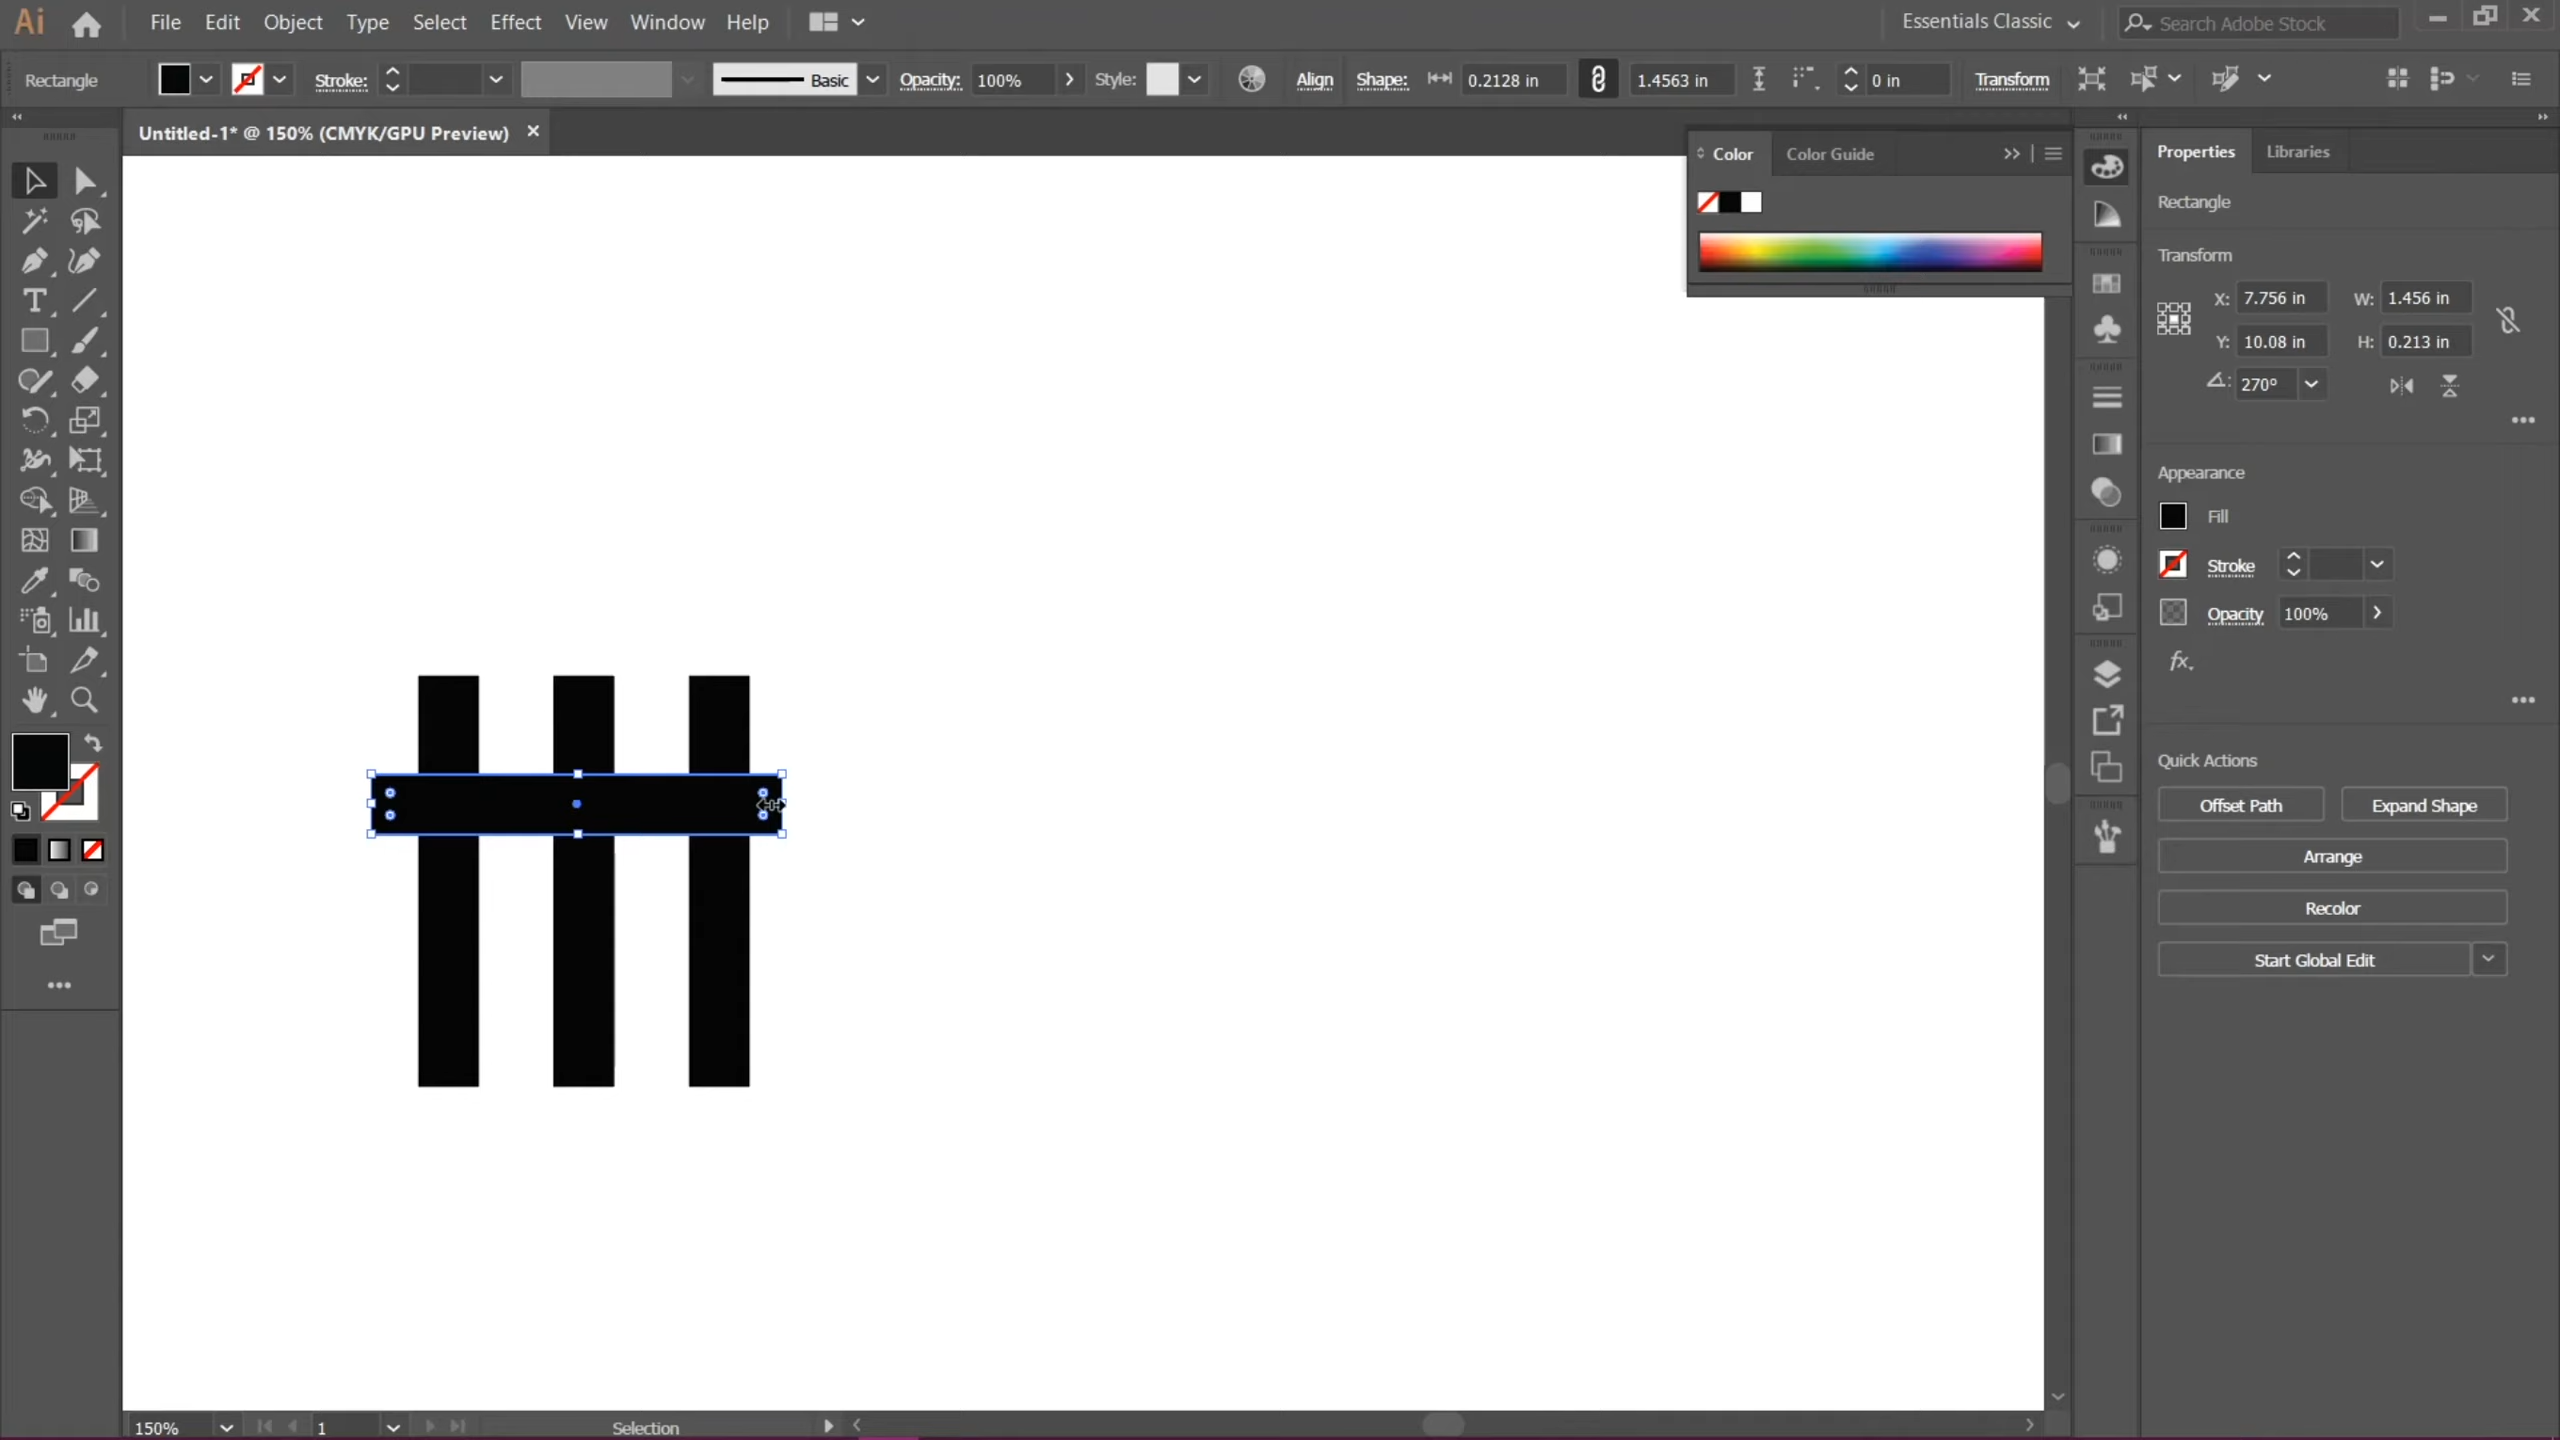 Ai File Edit Object Type Select Effect View Window Help Essentials Classic Search Adobe Stock
Rectangle Stroke: Basic Opacity: 100% Style: Align Shape: 0.2128 in 1.4563 in 0 in Transform
Untitled-1* @ 150% (CMYK/GPU Preview)
Color Color Guide
Properties Libraries
Rectangle
Transform
X: 7.756 in W: 1.456 in
Y: 10.08 in H: 0.213 in
270°
Appearance
Fill
Stroke
Opacity 100%
fx
Quick Actions
Offset Path Expand Shape
Arrange
Recolor
Start Global Edit
150% 1 Selection